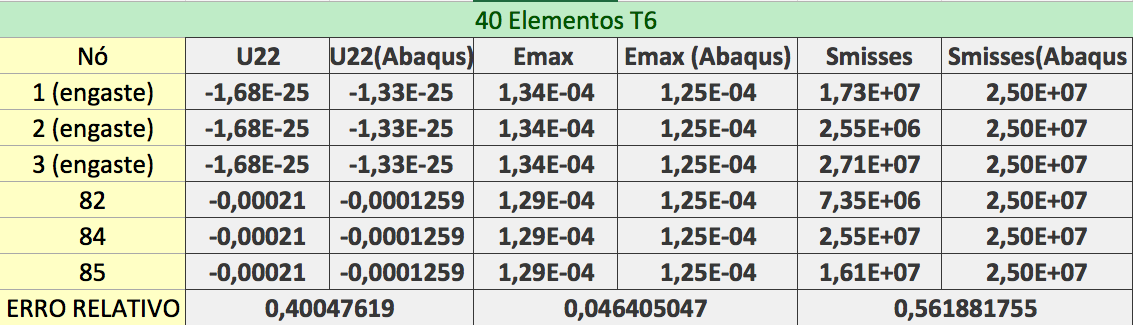 40 Elementos T6
Nó U22 U22(Abaqus) Emax Emax (Abaqus) Smisses Smisses(Abaqus
1 (engaste) -1,68E-25 -1,33E-25 1,34E-04 1,25E-04 1,73E+07 2,50E+07
2 (engaste) -1,68E-25 -1,33E-25 1,34E-04 1,25E-04 2,55E+06 2,50E+07
3 (engaste) -1,68E-25 -1,33E-25 1,34E-04 1,25E-04 2,71E+07 2,50E+07
82 -0,00021 -0,0001259 1,29E-04 1,25E-04 7,35E+06 2,50E+07
84 -0,00021 -0,0001259 1,29E-04 1,25E-04 2,55E+07 2,50E+07
85 -0,00021 -0,0001259 1,29E-04 1,25E-04 1,61E+07 2,50E+07
ERRO RELATIVO 0,40047619 0,046405047 0,561881755